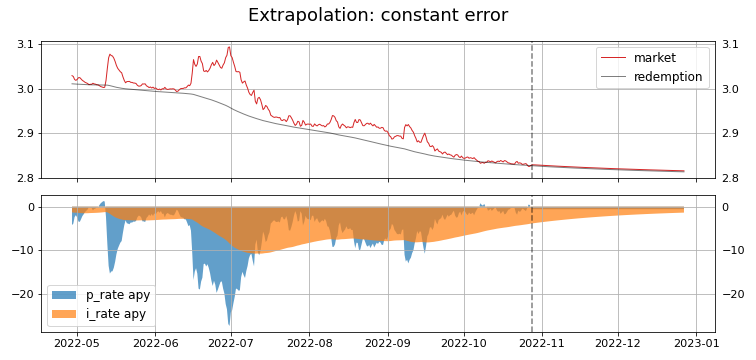 Extrapolation: constant error
3.1
3.0
2.9
2.8
3.1
3.0
2.9
2.8
market
redemption
0
−10
−20
0
−10
−20
p_rate apy
i_rate apy
2022-05 2022-06 2022-07 2022-08 2022-09 2022-10 2022-11 2022-12 2023-01